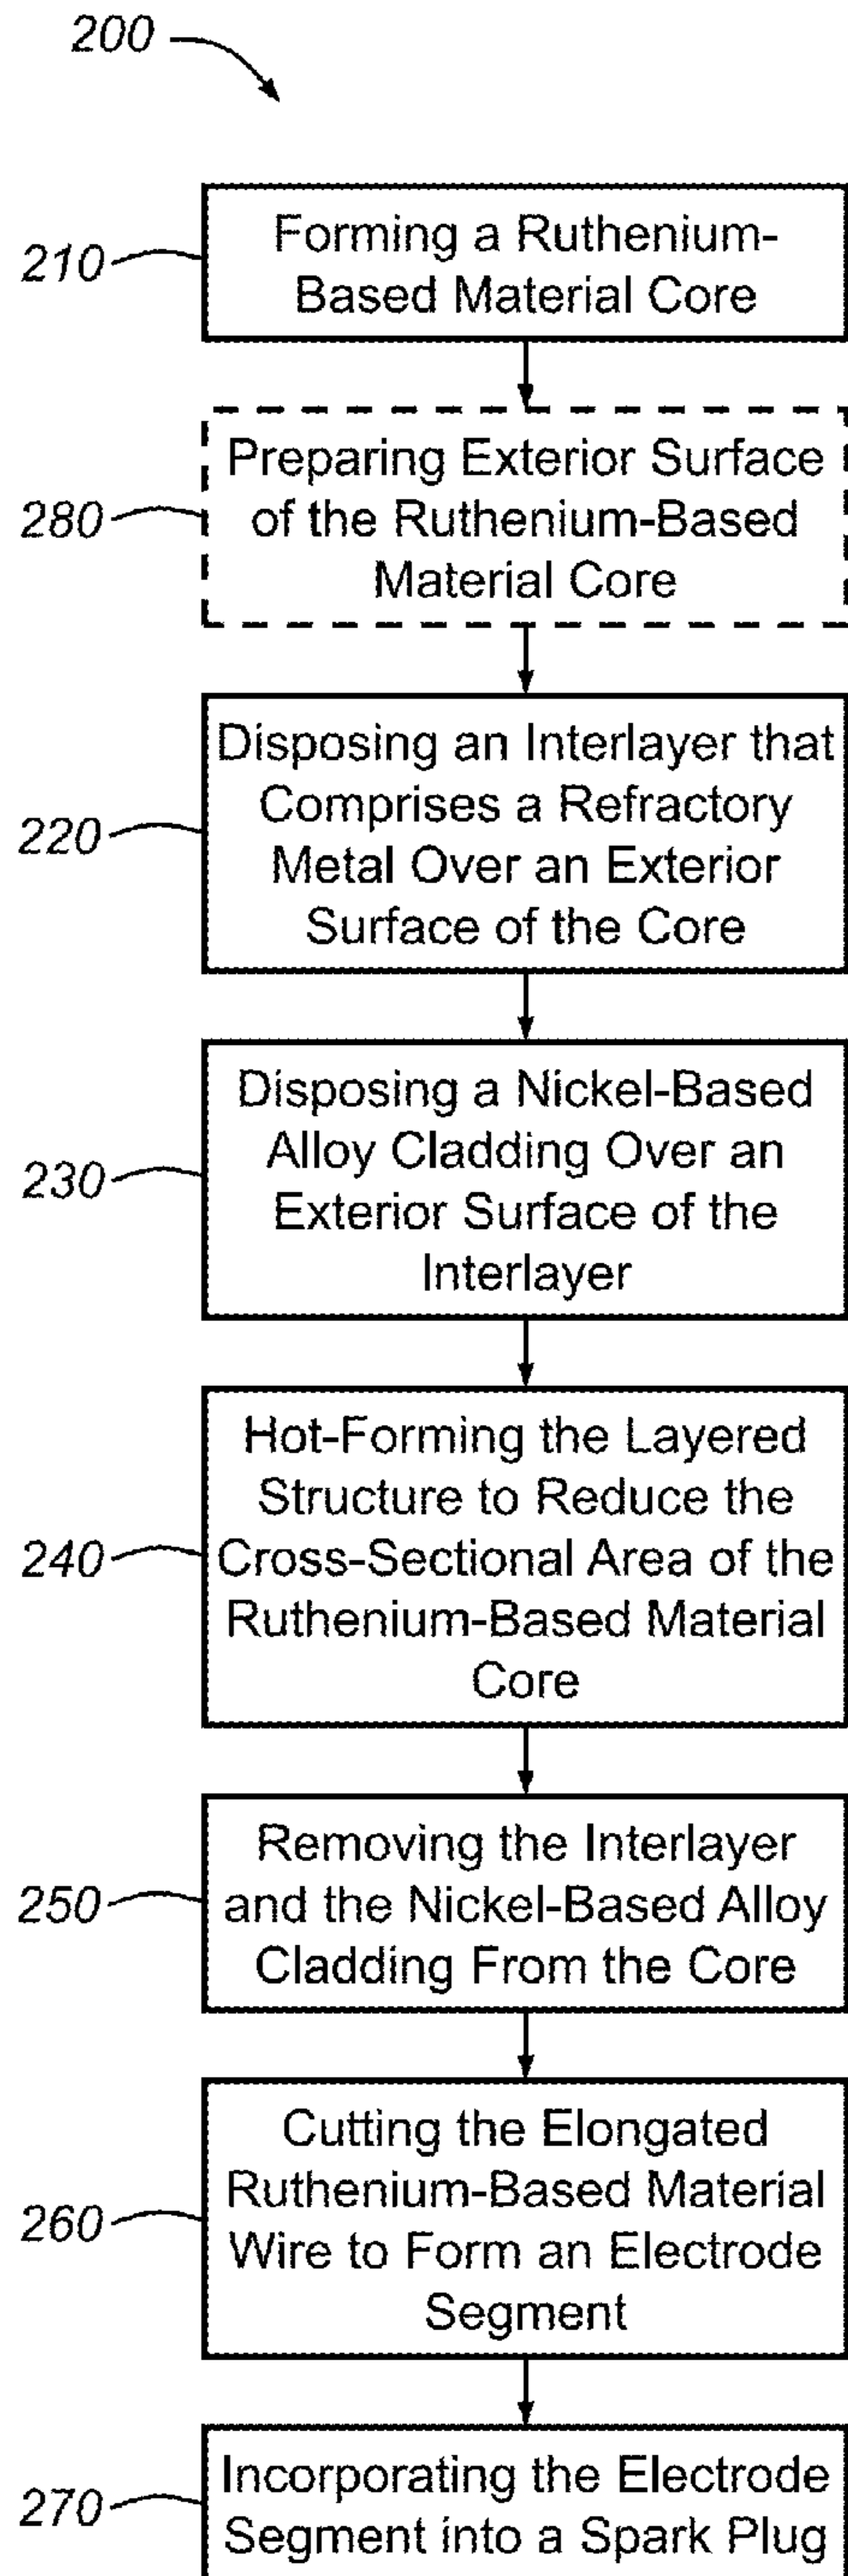 200
210
Forming a Ruthenium-
Based Material Core
280
Preparing Exterior Surface
of the Ruthenium-Based
Material Core
220
Disposing an Interlayer that
Comprises a Refractory
Metal Over an Exterior
Surface of the Core
230
Disposing a Nickel-Based
Alloy Cladding Over an
Exterior Surface of the
Interlayer
240
Hot-Forming the Layered
Structure to Reduce the
Cross-Sectional Area of the
Ruthenium-Based Material
Core
250
Removing the Interlayer
and the Nickel-Based Alloy
Cladding From the Core
260
Cutting the Elongated
Ruthenium-Based Material
Wire to Form an Electrode
Segment
270
Incorporating the Electrode
Segment into a Spark Plug